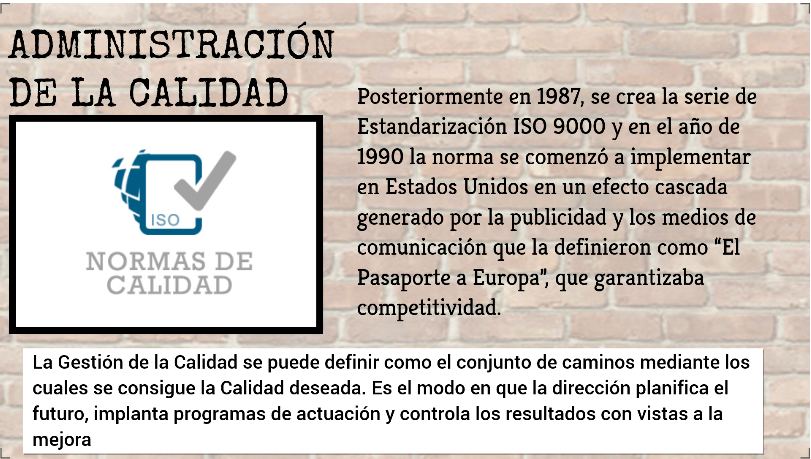 ADMINISTRACIÓN
DE LA CALIDAD
ISO
NORMAS DE
CALIDAD
Posteriormente en 1987, se crea la serie de
Estandarización ISO 9000 y en el año de
1990 la norma se comenzó a implementar
en Estados Unidos en un efecto cascada
generado por la publicidad y los medios de
comunicación que la definieron como “El
Pasaporte a Europa”, que garantizaba
competitividad.
La Gestión de la Calidad se puede definir como el conjunto de caminos mediante los
cuales se consigue la Calidad deseada. Es el modo en que la dirección planifica el
futuro, implanta programas de actuación y controla los resultados con vistas a la
mejora